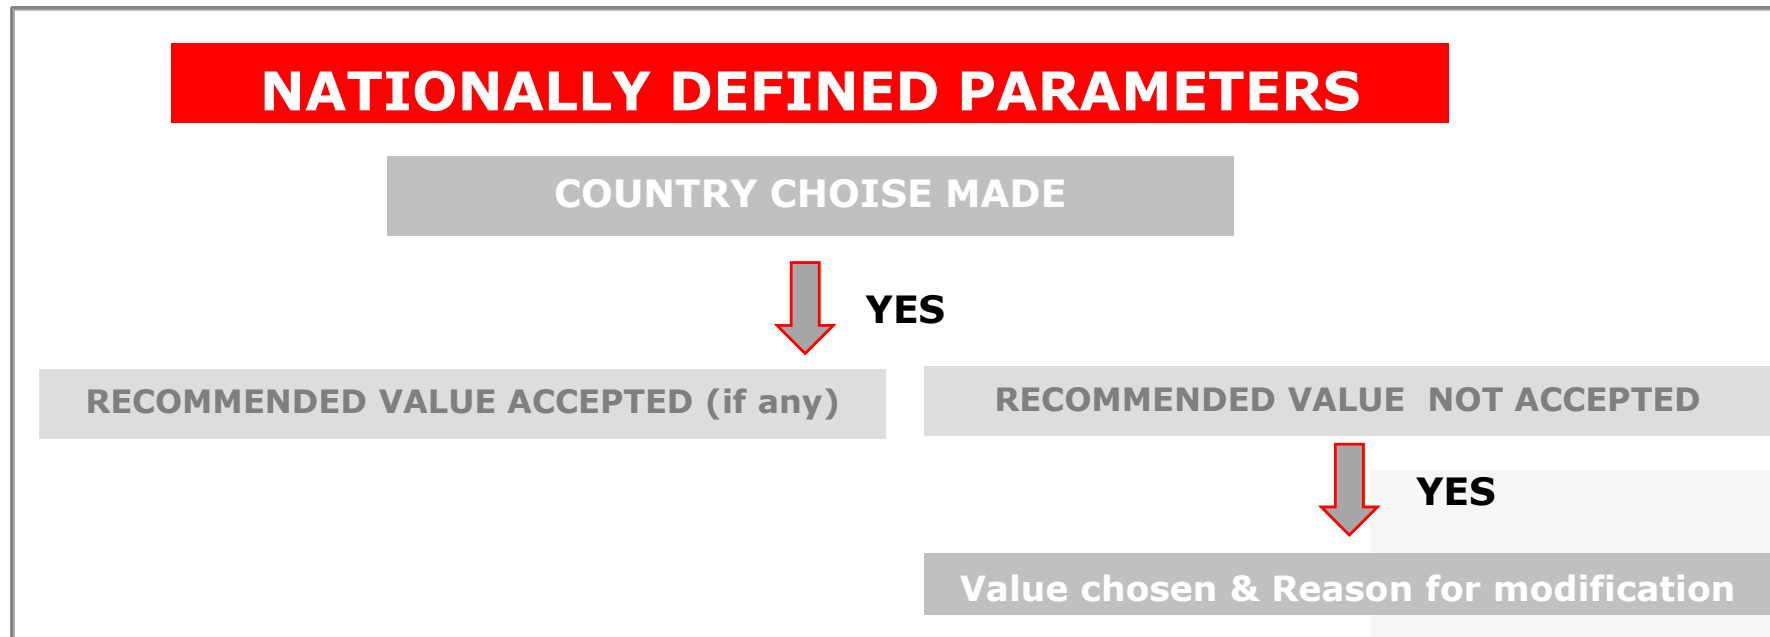 NATIONALLY DEFINED PARAMETERS
COUNTRY CHOISE MADE
YES
RECOMMENDED VALUE ACCEPTED (if any)
RECOMMENDED VALUE  NOT ACCEPTED
YES
Value chosen & Reason for modification